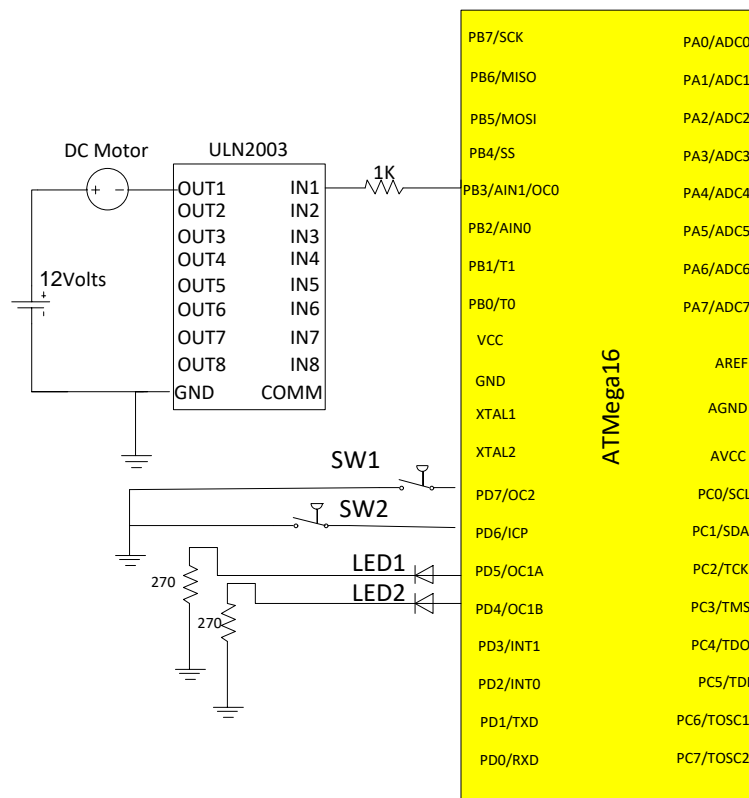 DC Motor
+
-
12Volts
+
-
ULN2003
OUT1 IN1
OUT2 IN2
OUT3 IN3
OUT4 IN4
OUT5 IN5
OUT6 IN6
OUT7 IN7
OUT8 IN8
GND COMM
1K
SW1
SW2
LED1
LED2
270
270
PB7/SCK
PB6/MISO
PB5/MOSI
PB4/SS
PB3/AIN1/OC0
PB2/AIN0
PB1/T1
PB0/T0
VCC
GND
XTAL1
XTAL2
PD7/OC2
PD6/ICP
PD5/OC1A
PD4/OC1B
PD3/INT1
PD2/INT0
PD1/TXD
PD0/RXD
ATMega16
PA0/ADC0
PA1/ADC1
PA2/ADC2
PA3/ADC3
PA4/ADC4
PA5/ADC5
PA6/ADC6
PA7/ADC7
AREF
AGND
AVCC
PC0/SCL
PC1/SDA
PC2/TCK
PC3/TMS
PC4/TDO
PC5/TDI
PC6/TOSC1
PC7/TOSC2